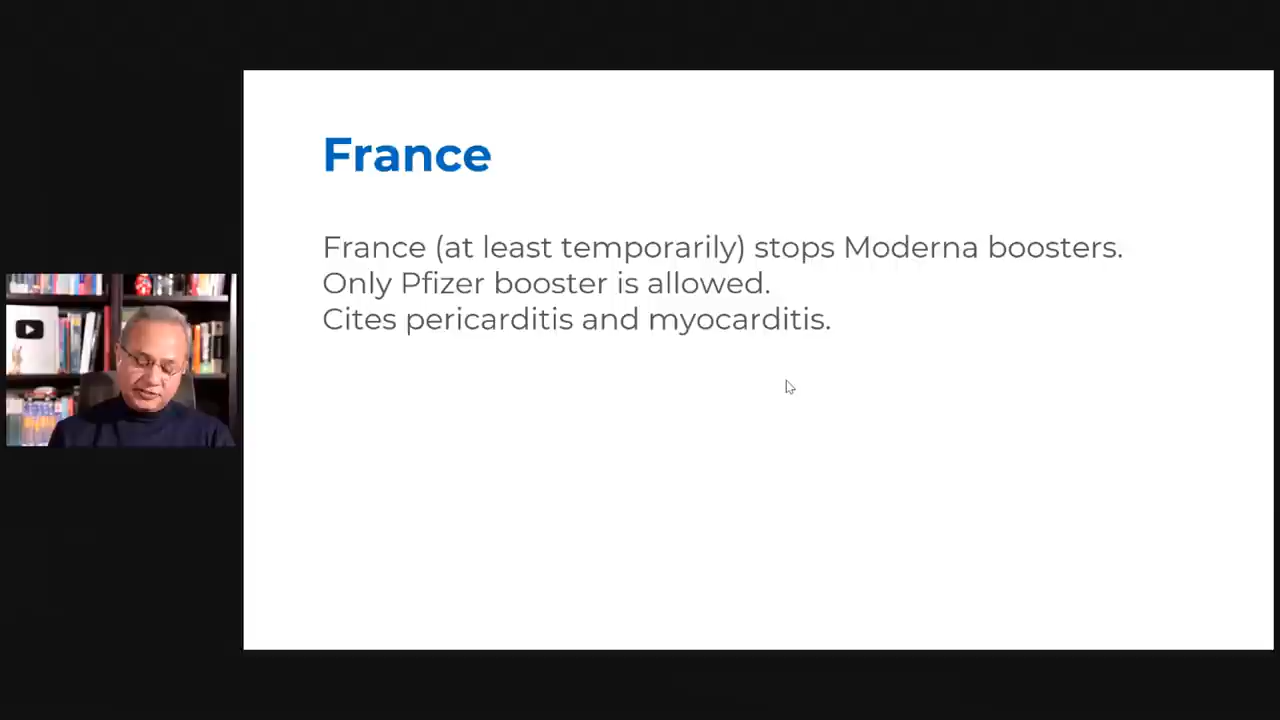 France
France (at least temporarily) stops Moderna boosters.
Only Pfizer booster is allowed.
Cites pericarditis and myocarditis.